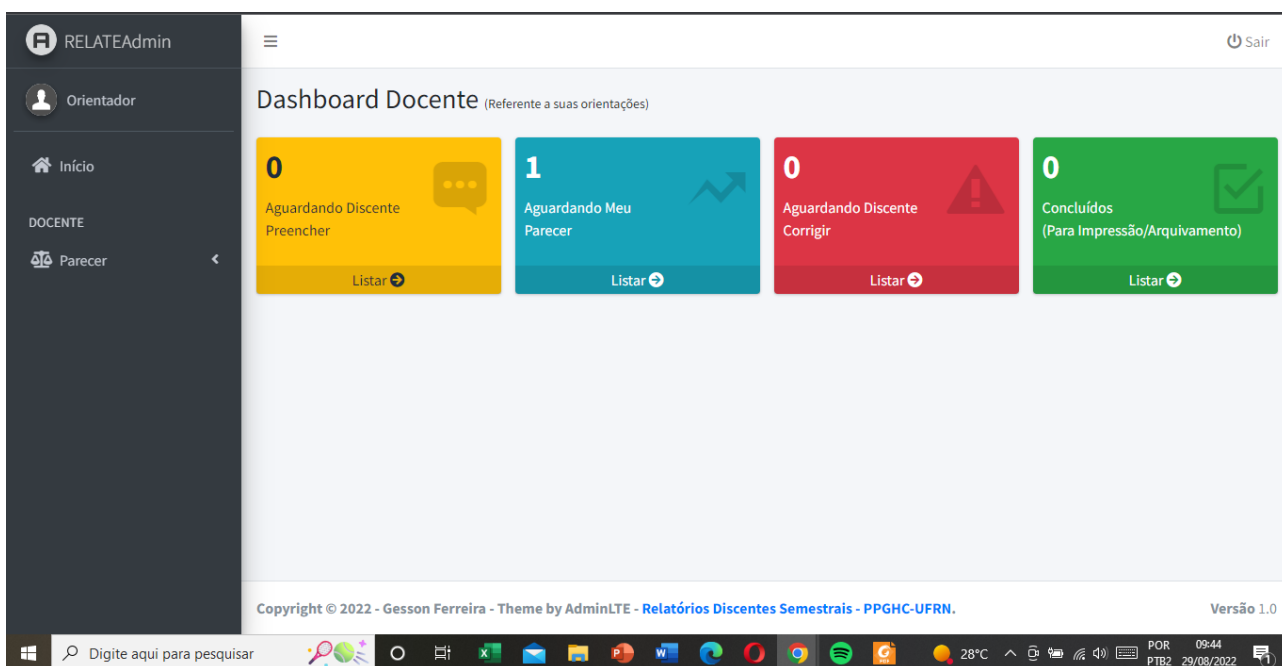 RELATEAdmin
Sair
Orientador
Dashboard Docente (Referente a suas orientações)
Início
DOCENTE
Parecer
0
Aguardando Discente
Preencher
Listar
1
Aguardando Meu
Parecer
Listar
0
Aguardando Discente
Corrigir
Listar
0
Concluídos
(Para Impressão/Arquivamento)
Listar
Copyright © 2022 - Gesson Ferreira - Theme by AdminLTE - Relatórios Discentes Semestrais - PPGHC-UFRN.
Versão 1.0
Digite aqui para pesquisar
28°C
POR
PTB2
09:44
29/08/2022